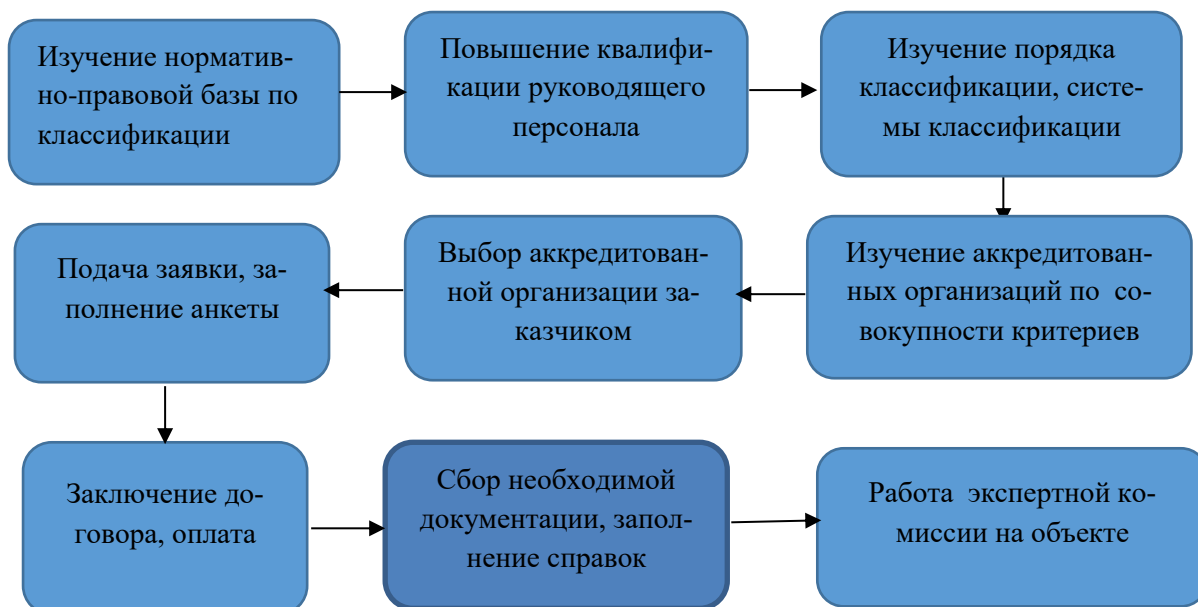 Изучение норматив-
но-правовой базы по
классификации
Повышение квалифи-
кации руководящего
персонала
Изучение порядка
классификации, систе-
мы классификации
Подача заявки, за-
полнение анкеты
Выбор аккредитован-
ной организации за-
казчиком
Изучение аккредитован-
ных организаций по  со-
вокупности критериев
Заключение до-
говора, оплата
Сбор необходимой
документации, запол-
нение справок
Работа  экспертной ко-
миссии на объекте